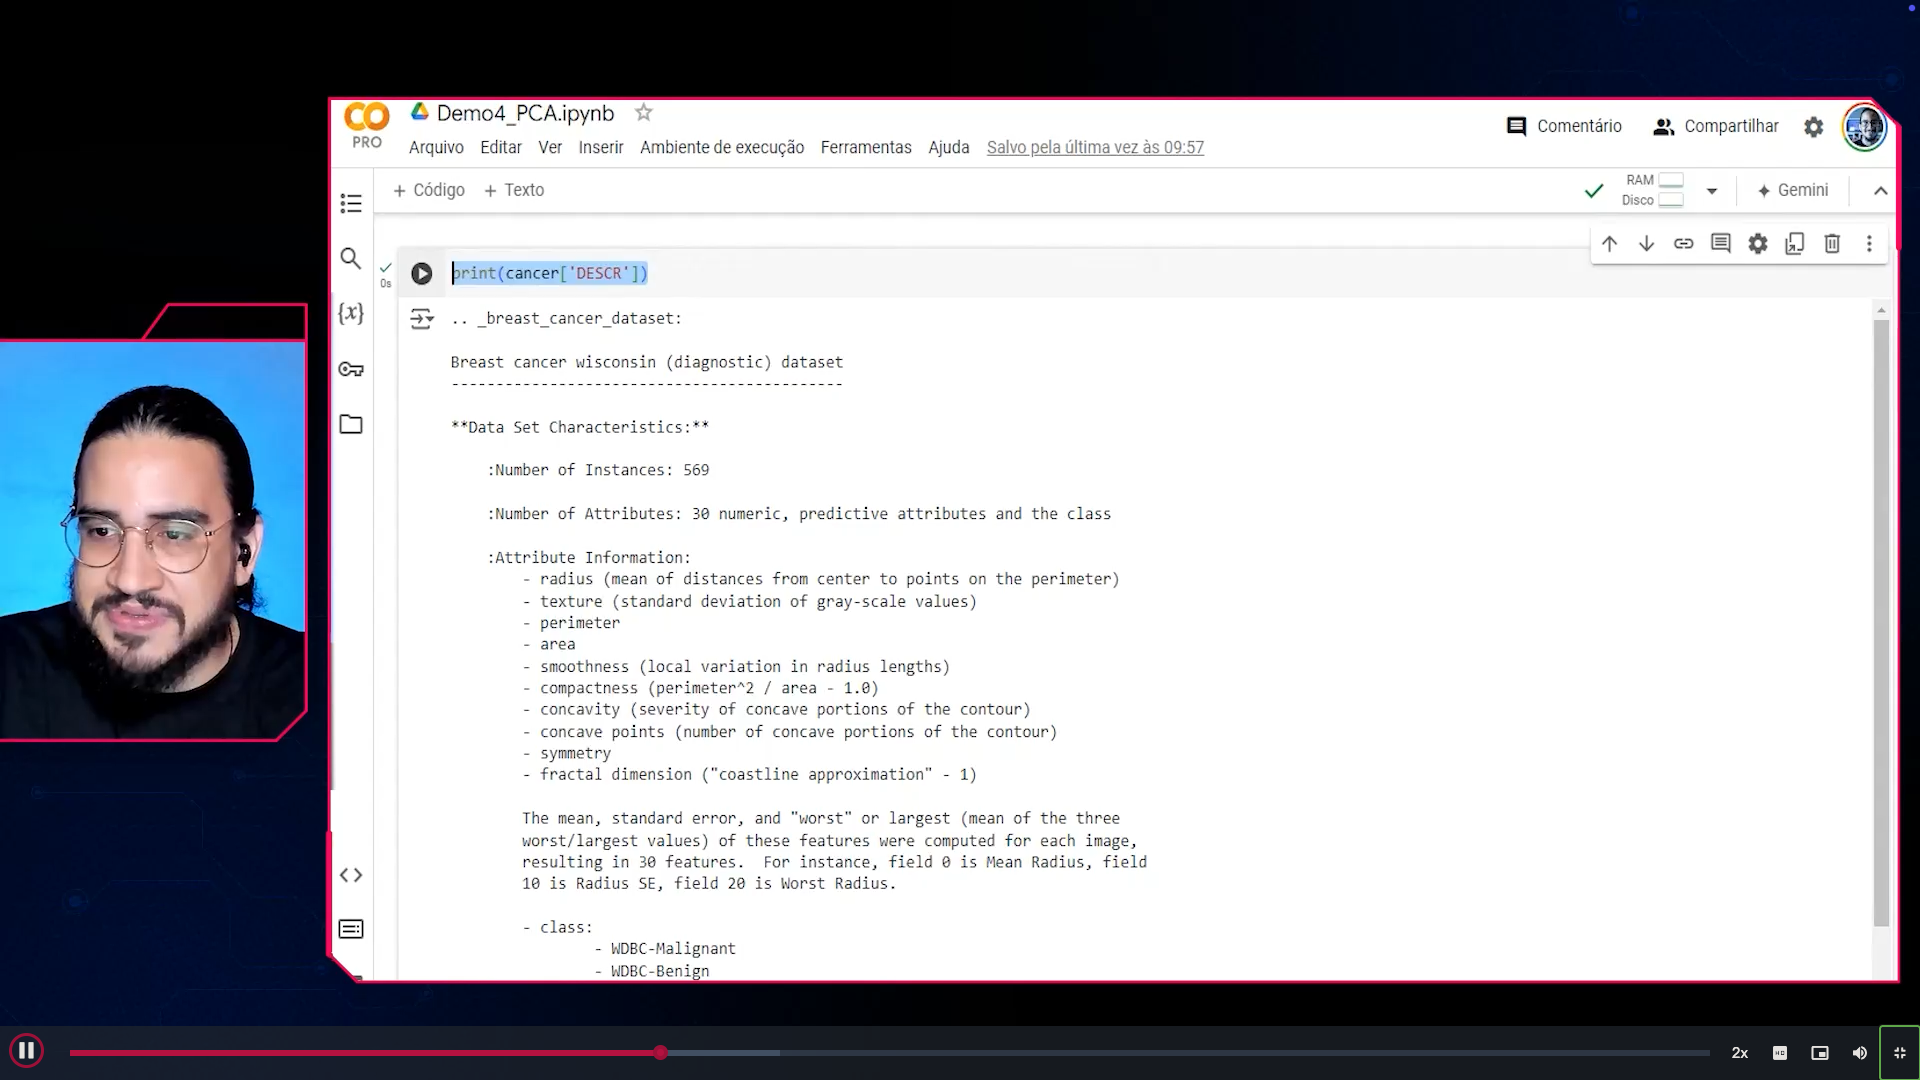 CO
PRO
Demo4_PCA.ipynb
Arquivo Editar Ver Inserir Ambiente de execução Ferramentas Ajuda Salvo pela última vez às 09:57
Comentário Compartilhar
+ Código + Texto
RAM
Disco
Gemini
{x}
0s
print(cancer['DESCR'])
.. _breast_cancer_dataset:
Breast cancer wisconsin (diagnostic) dataset
--------------------------------------------
**Data Set Characteristics:**
:Number of Instances: 569
:Number of Attributes: 30 numeric, predictive attributes and the class
:Attribute Information:
- radius (mean of distances from center to points on the perimeter)
- texture (standard deviation of gray-scale values)
- perimeter
- area
- smoothness (local variation in radius lengths)
- compactness (perimeter^2 / area - 1.0)
- concavity (severity of concave portions of the contour)
- concave points (number of concave portions of the contour)
- symmetry
- fractal dimension ("coastline approximation" - 1)
The mean, standard error, and "worst" or largest (mean of the three
worst/largest values) of these features were computed for each image,
resulting in 30 features.  For instance, field 0 is Mean Radius, field
10 is Radius SE, field 20 is Worst Radius.
- class:
- WDBC-Malignant
- WDBC-Benign
2x
HD